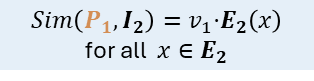 Sim(P₁, I₂) = v₁·E₂(x)
for all x ∈ E₂